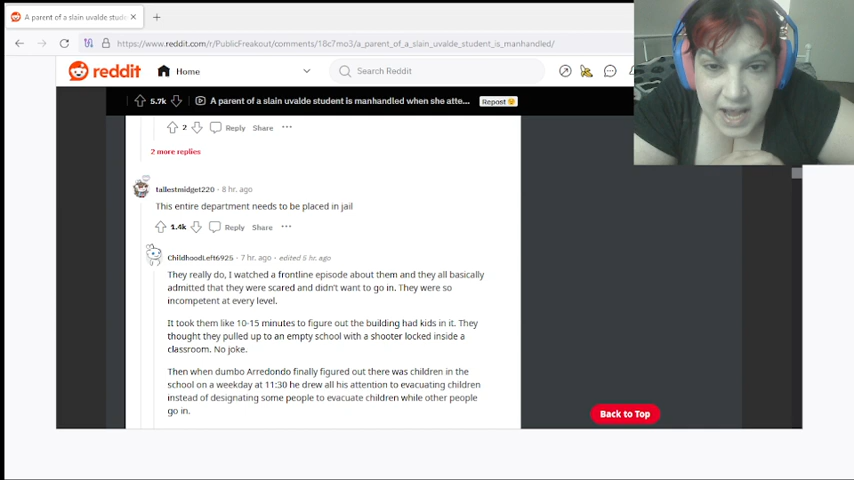 A parent of a slain uvalde stude
https://www.reddit.com/r/PublicFreakout/comments/18c7mo3/a_parent_of_a_slain_uvalde_student_is_manhandled/
reddit
Home
Search Reddit
5.7k
A parent of a slain uvalde student is manhandled when she atte...
Repost
2
Reply
Share
2 more replies
tallestmidget220 · 8 hr. ago
This entire department needs to be placed in jail
1.4k
Reply
Share
ChildhoodLeft6925 · 7 hr. ago · edited 5 hr. ago
They really do, I watched a frontline episode about them and they all basically
admitted that they were scared and didn't want to go in. They were so
incompetent at every level.
It took them like 10-15 minutes to figure out the building had kids in it. They
thought they pulled up to an empty school with a shooter locked inside a
classroom. No joke.
Then when dumbo Arredondo finally figured out there was children in the
school on a weekday at 11:30 he drew all his attention to evacuating children
instead of designating some people to evacuate children while other people
go in.
Back to Top